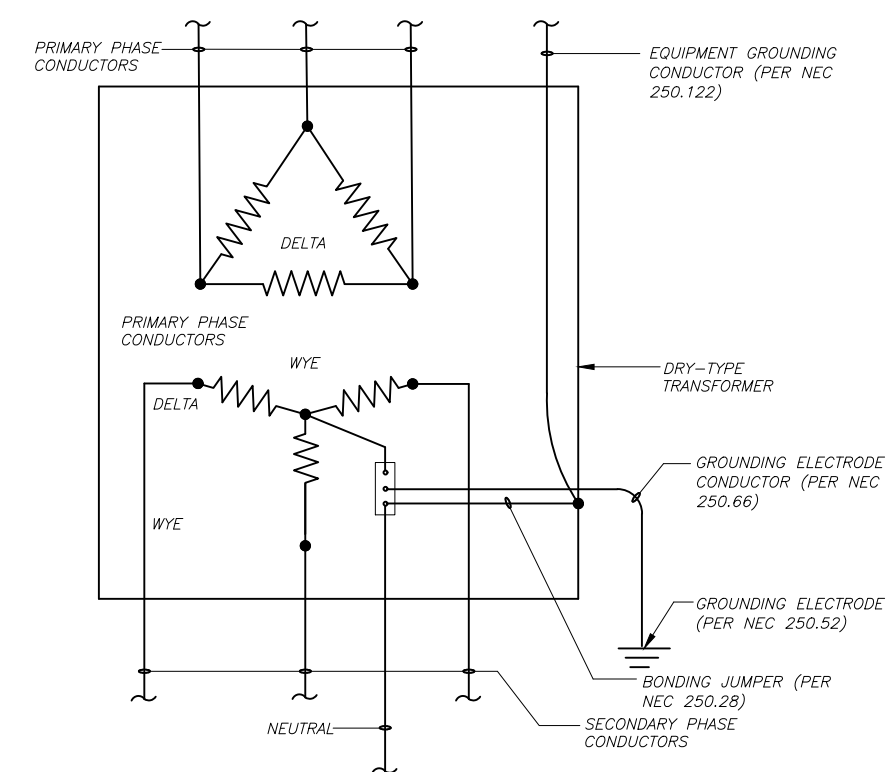 PRIMARY PHASE
CONDUCTORS
EQUIPMENT GROUNDING
CONDUCTOR (PER NEC
250.122)
DELTA
PRIMARY PHASE
CONDUCTORS
WYE
DRY-TYPE
TRANSFORMER
DELTA
GROUNDING ELECTRODE
CONDUCTOR (PER NEC
250.66)
WYE
GROUNDING ELECTRODE
(PER NEC 250.52)
BONDING JUMPER (PER
NEC 250.28)
NEUTRAL
SECONDARY PHASE
CONDUCTORS